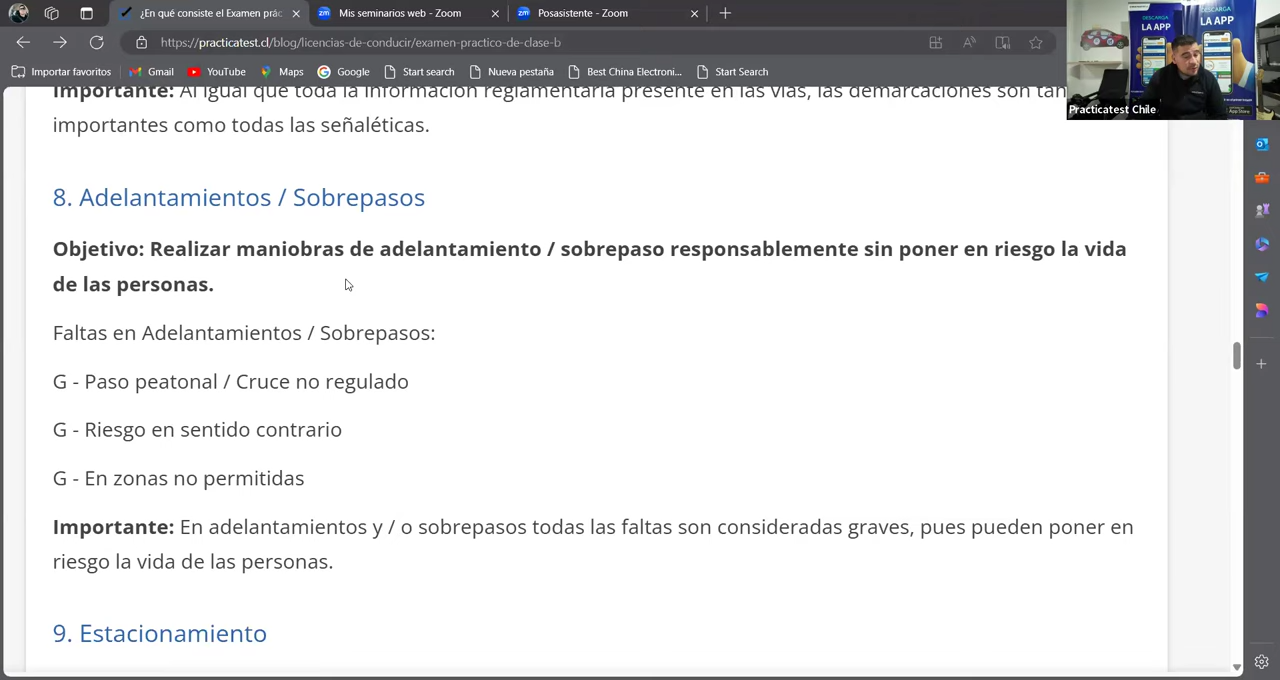 ¿En qué consiste el Examen prác
Mis seminarios web - Zoom
Posasistente - Zoom
https://practicatest.cl/blog/licencias-de-conducir/examen-practico-de-clase-b
Importar favoritos
Gmail
YouTube
Maps
Google
Start search
Nueva pestaña
Best China Electroni...
Start Search
DESCARGA
LA APP
DESCARGA
LA APP
Practicatest Chile
Importante: Al igual que toda la información reglamentaria presente en las vías, las demarcaciones son tan
importantes como todas las señaléticas.
8. Adelantamientos / Sobrepasos
Objetivo: Realizar maniobras de adelantamiento / sobrepaso responsablemente sin poner en riesgo la vida
de las personas.
Faltas en Adelantamientos / Sobrepasos:
G - Paso peatonal / Cruce no regulado
G - Riesgo en sentido contrario
G - En zonas no permitidas
Importante: En adelantamientos y / o sobrepasos todas las faltas son consideradas graves, pues pueden poner en
riesgo la vida de las personas.
9. Estacionamiento